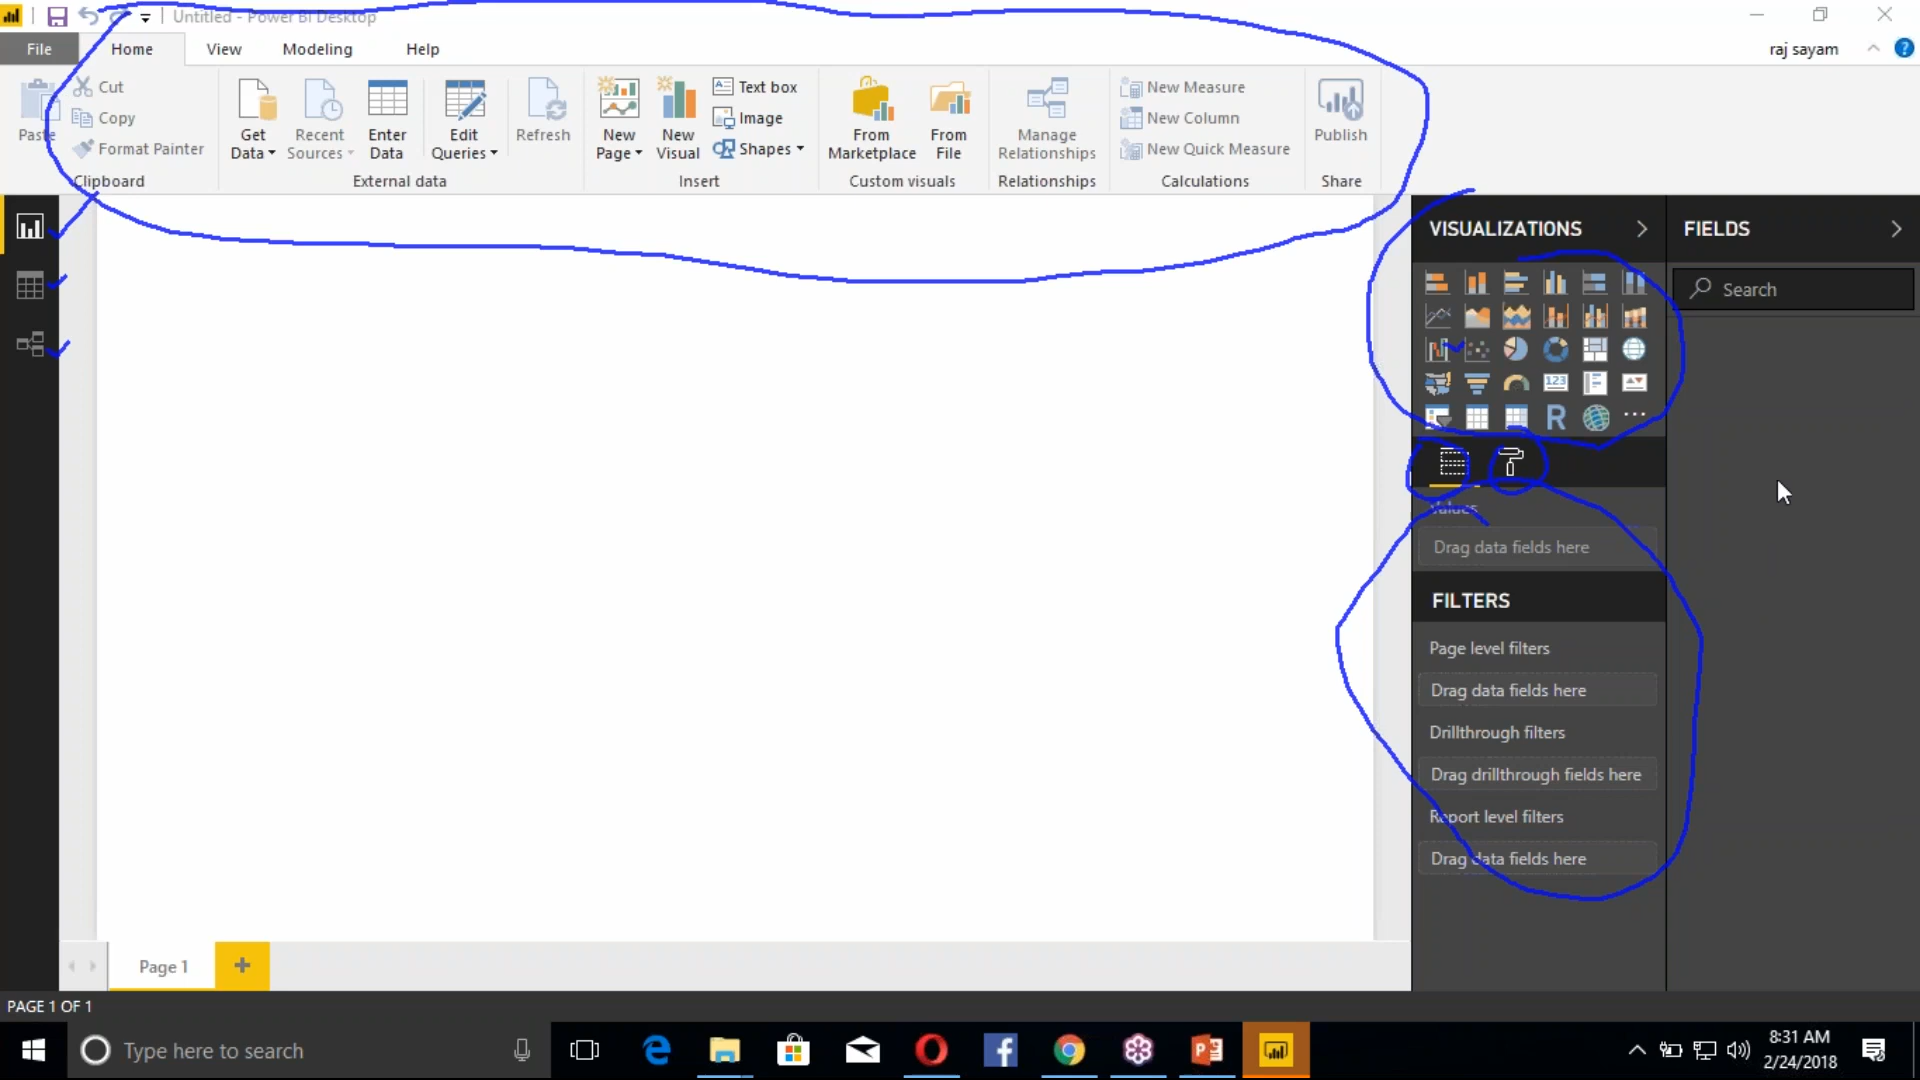 Untitled - Power BI Desktop
File Home View Modeling Help raj sayam ?
Paste
Cut
Copy
Format Painter
Clipboard
Get Data
Recent Sources
Enter Data
Edit Queries
Refresh
External data
New Page
New Visual
Text box
Image
Shapes
Insert
From Marketplace
From File
Custom visuals
Manage Relationships
Relationships
New Measure
New Column
New Quick Measure
Calculations
Publish
Share
VISUALIZATIONS
123
R
Values
Drag data fields here
FILTERS
Page level filters
Drag data fields here
Drillthrough filters
Drag drillthrough fields here
Report level filters
Drag data fields here
FIELDS
Search
Page 1
PAGE 1 OF 1
Type here to search
8:31 AM
2/24/2018